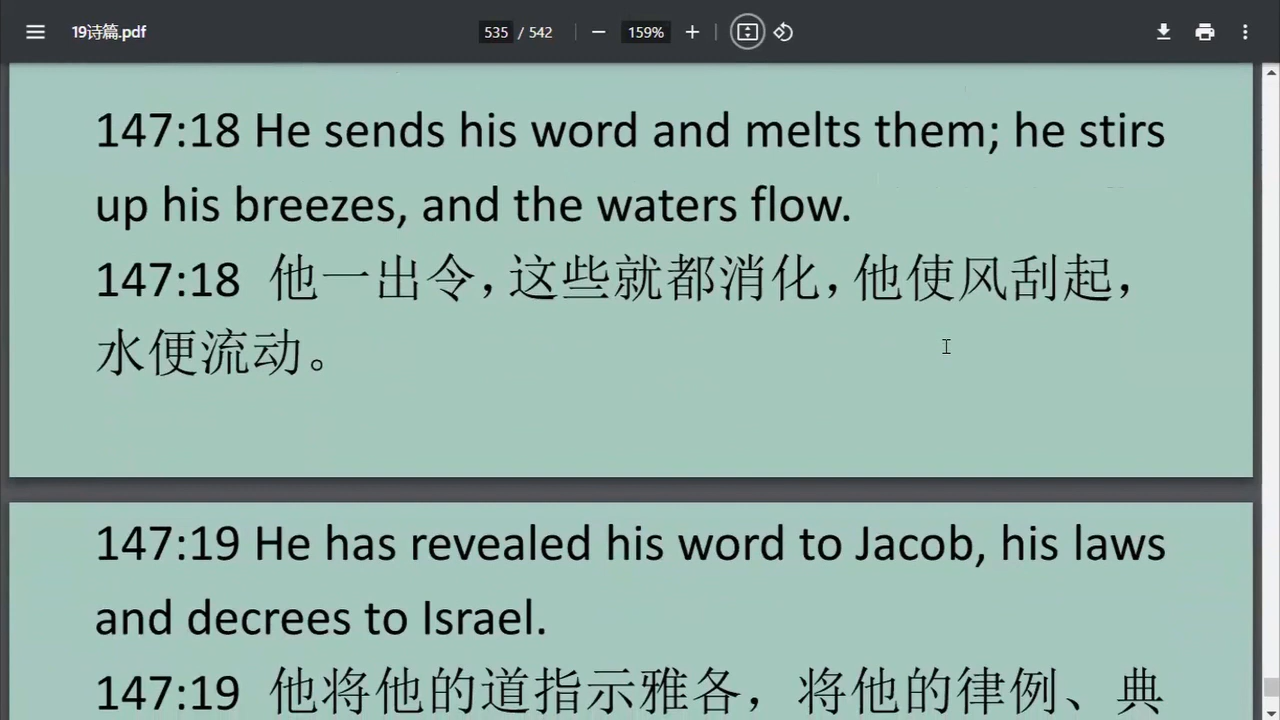 19诗篇.pdf
535 / 542
159%
147:18 He sends his word and melts them; he stirs
up his breezes, and the waters flow.
147:18 他一出令，这些就都消化，他使风刮起，
水便流动。
147:19 He has revealed his word to Jacob, his laws
and decrees to Israel.
147:19 他将他的道指示雅各，将他的律例、典